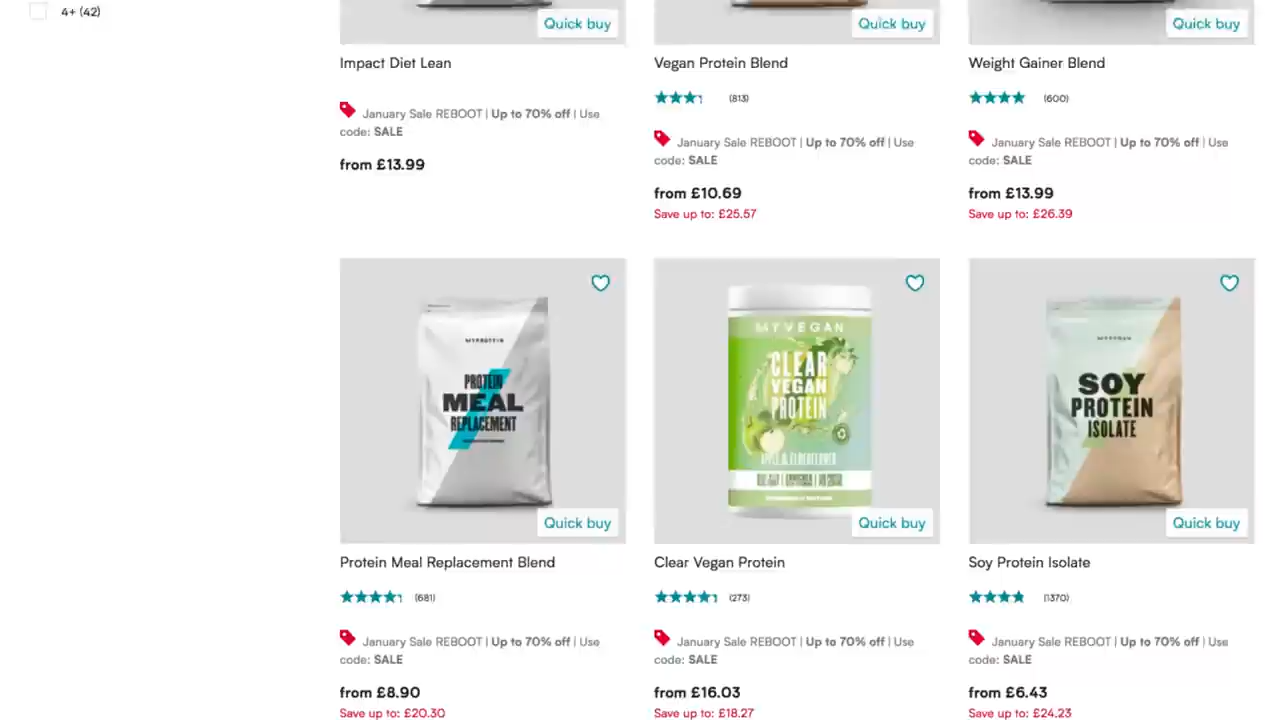 4+ (42)
Quick buy
Quick buy
Quick buy
Impact Diet Lean
Vegan Protein Blend
Weight Gainer Blend
(813)
(600)
January Sale REBOOT | Up to 70% off | Use
code: SALE
January Sale REBOOT | Up to 70% off | Use
code: SALE
January Sale REBOOT | Up to 70% off | Use
code: SALE
from £13.99
from £10.69
Save up to: £25.57
from £13.99
Save up to: £26.39
MYPROTEIN
PROTEIN
MEAL
REPLACEMENT
Quick buy
MYVEGAN
CLEAR
VEGAN
PROTEIN
APPLE & ELDERFLOWER
Quick buy
MYVEGAN
SOY
PROTEIN
ISOLATE
Quick buy
Protein Meal Replacement Blend
Clear Vegan Protein
Soy Protein Isolate
(681)
(273)
(1370)
January Sale REBOOT | Up to 70% off | Use
code: SALE
January Sale REBOOT | Up to 70% off | Use
code: SALE
January Sale REBOOT | Up to 70% off | Use
code: SALE
from £8.90
Save up to: £20.30
from £16.03
Save up to: £18.27
from £6.43
Save up to: £24.23